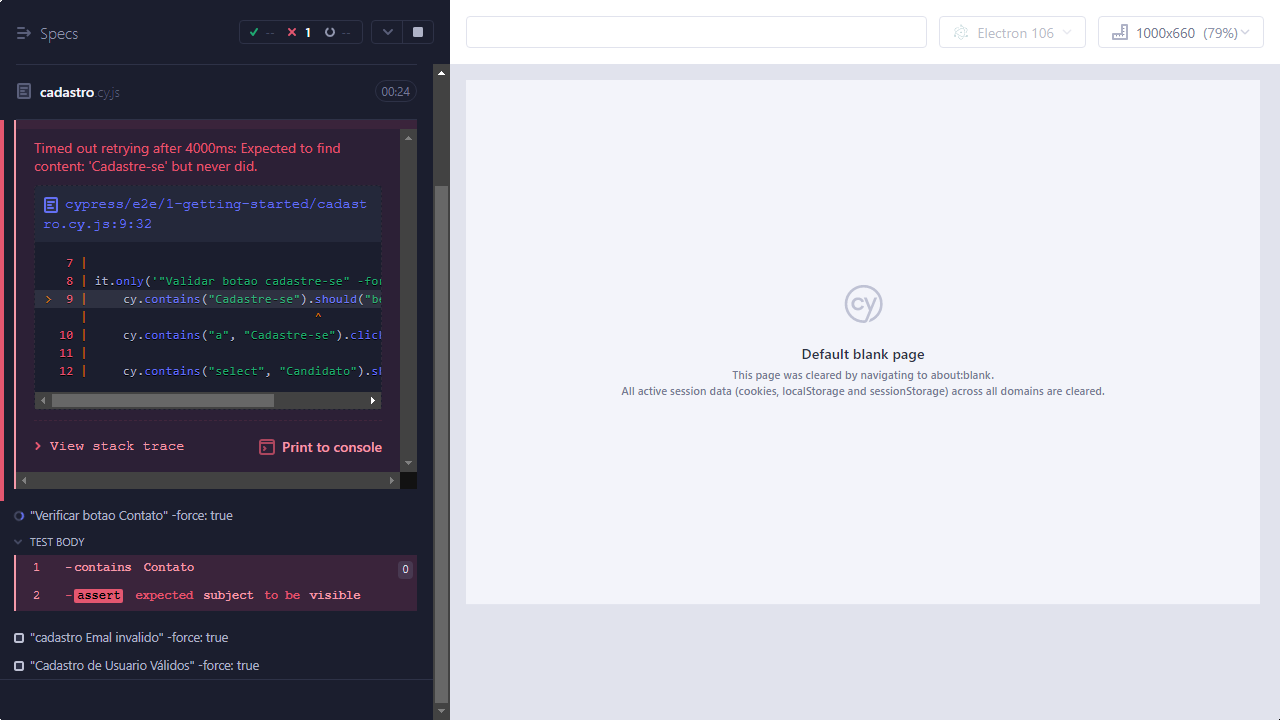 Specs
--
1
--
Electron 106
1000x660 (79%)
cadastro.cy.js
00:24
Timed out retrying after 4000ms: Expected to find
content: 'Cadastre-se' but never did.
cypress/e2e/1-getting-started/cadast
ro.cy.js:9:32
7 |
8 | it.only('"Validar botao cadastre-se" -for
> 9 | cy.contains("Cadastre-se").should("be
| ^
10 | cy.contains("a", "Cadastre-se").click
11 |
12 | cy.contains("select", "Candidato").sh
View stack trace
Print to console
"Verificar botao Contato" -force: true
TEST BODY
1 -contains Contato 0
2 -assert expected subject to be visible
"cadastro Emal invalido" -force: true
"Cadastro de Usuario Válidos" -force: true
cy
Default blank page
This page was cleared by navigating to about:blank.
All active session data (cookies, localStorage and sessionStorage) across all domains are cleared.